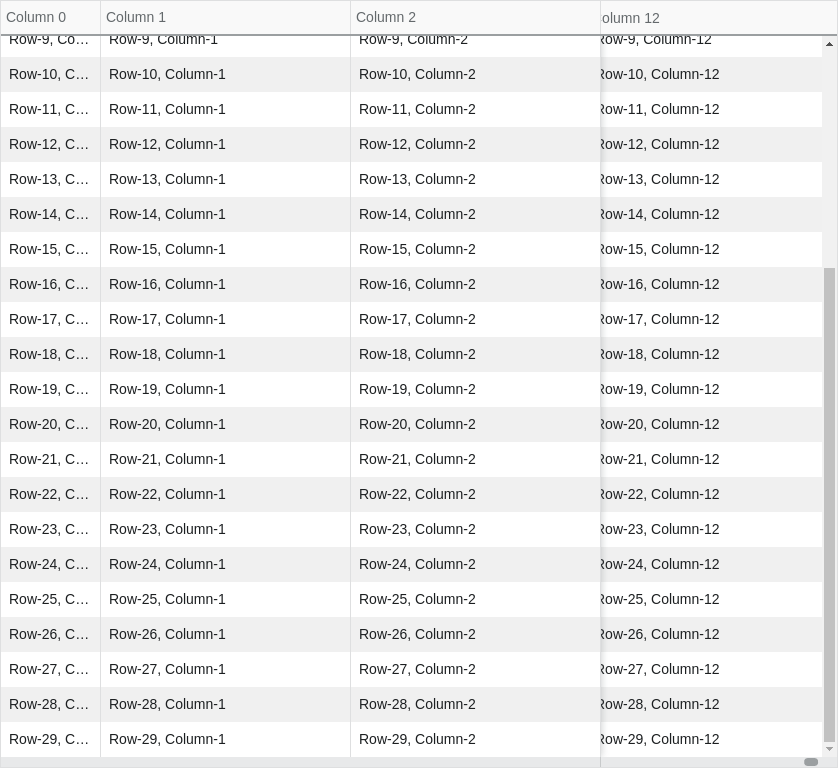 Column 0 Column 1 Column 2 olumn 12
Row-9, Co… Row-9, Column-1 Row-9, Column-2 Row-9, Column-12
Row-10, C… Row-10, Column-1 Row-10, Column-2 Row-10, Column-12
Row-11, C… Row-11, Column-1 Row-11, Column-2 Row-11, Column-12
Row-12, C… Row-12, Column-1 Row-12, Column-2 Row-12, Column-12
Row-13, C… Row-13, Column-1 Row-13, Column-2 Row-13, Column-12
Row-14, C… Row-14, Column-1 Row-14, Column-2 Row-14, Column-12
Row-15, C… Row-15, Column-1 Row-15, Column-2 Row-15, Column-12
Row-16, C… Row-16, Column-1 Row-16, Column-2 Row-16, Column-12
Row-17, C… Row-17, Column-1 Row-17, Column-2 Row-17, Column-12
Row-18, C… Row-18, Column-1 Row-18, Column-2 Row-18, Column-12
Row-19, C… Row-19, Column-1 Row-19, Column-2 Row-19, Column-12
Row-20, C… Row-20, Column-1 Row-20, Column-2 Row-20, Column-12
Row-21, C… Row-21, Column-1 Row-21, Column-2 Row-21, Column-12
Row-22, C… Row-22, Column-1 Row-22, Column-2 Row-22, Column-12
Row-23, C… Row-23, Column-1 Row-23, Column-2 Row-23, Column-12
Row-24, C… Row-24, Column-1 Row-24, Column-2 Row-24, Column-12
Row-25, C… Row-25, Column-1 Row-25, Column-2 Row-25, Column-12
Row-26, C… Row-26, Column-1 Row-26, Column-2 Row-26, Column-12
Row-27, C… Row-27, Column-1 Row-27, Column-2 Row-27, Column-12
Row-28, C… Row-28, Column-1 Row-28, Column-2 Row-28, Column-12
Row-29, C… Row-29, Column-1 Row-29, Column-2 Row-29, Column-12